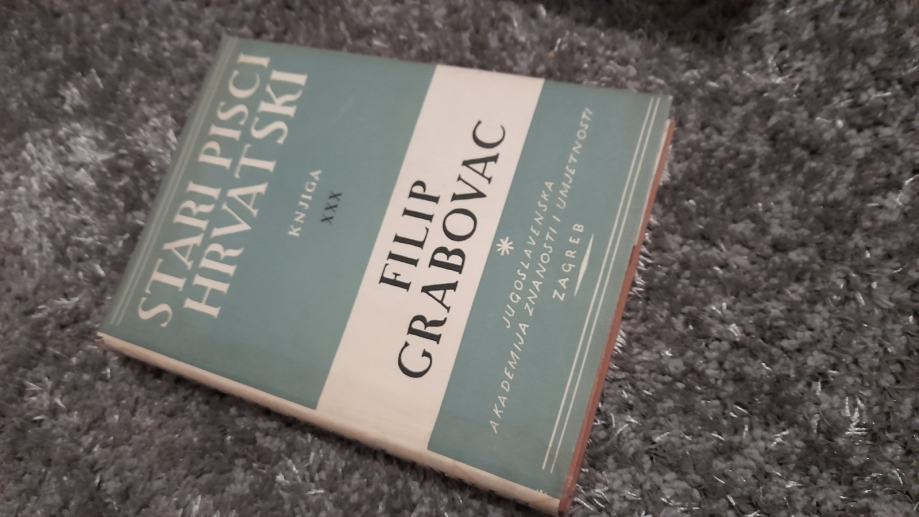 STARI PISCI
HRVATSKI
KNJIGA
XXX
FILIP
GRABOVAC
*
JUGOSLAVENSKA
AKADEMIJA ZNANOSTI I UMJETNOSTI
ZAGREB